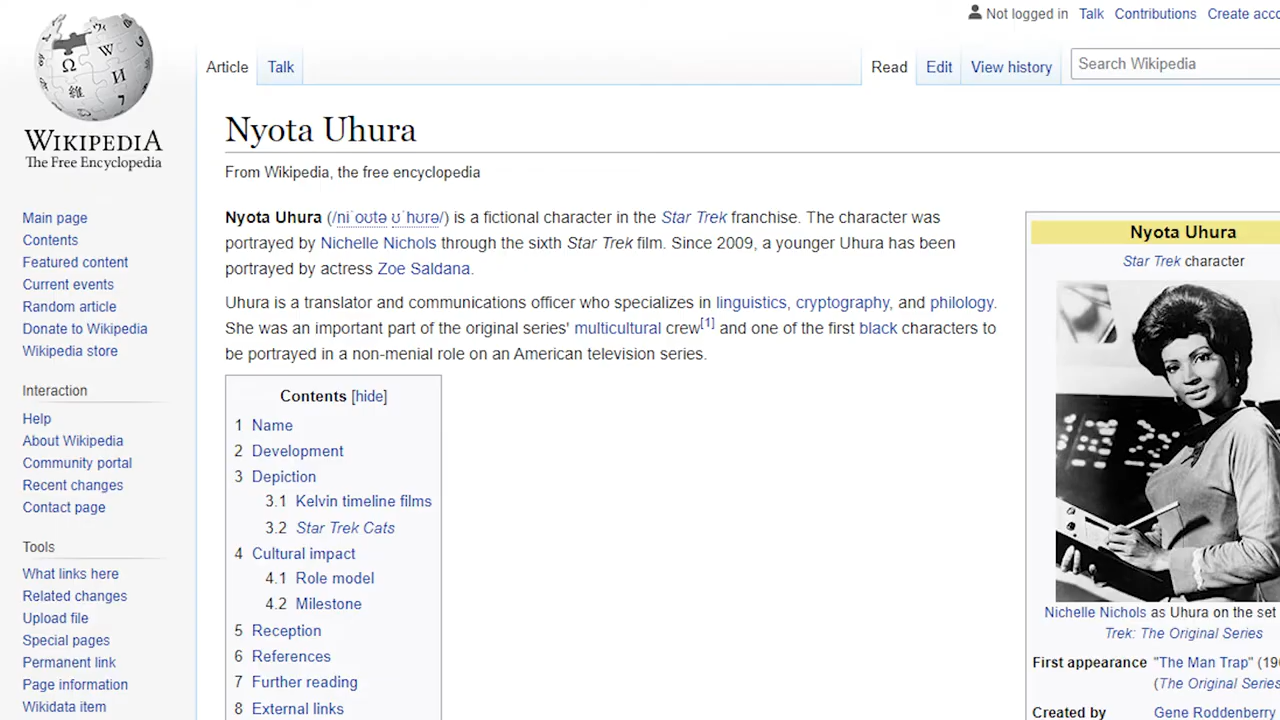 Not logged in Talk Contributions Create acco
Article Talk Read Edit View history Search Wikipedia
WIKIPEDIA
The Free Encyclopedia
Main page
Contents
Featured content
Current events
Random article
Donate to Wikipedia
Wikipedia store
Interaction
Help
About Wikipedia
Community portal
Recent changes
Contact page
Tools
What links here
Related changes
Upload file
Special pages
Permanent link
Page information
Wikidata item
Nyota Uhura
From Wikipedia, the free encyclopedia
Nyota Uhura (/niˈoʊtə ʊˈhʊrə/) is a fictional character in the Star Trek franchise. The character was
portrayed by Nichelle Nichols through the sixth Star Trek film. Since 2009, a younger Uhura has been
portrayed by actress Zoe Saldana.
Uhura is a translator and communications officer who specializes in linguistics, cryptography, and philology.
She was an important part of the original series' multicultural crew[1] and one of the first black characters to
be portrayed in a non-menial role on an American television series.
Contents [hide]
1 Name
2 Development
3 Depiction
3.1 Kelvin timeline films
3.2 Star Trek Cats
4 Cultural impact
4.1 Role model
4.2 Milestone
5 Reception
6 References
7 Further reading
8 External links
Nyota Uhura
Star Trek character
Nichelle Nichols as Uhura on the set
Trek: The Original Series
First appearance "The Man Trap" (196
(The Original Series
Created by Gene Roddenberry